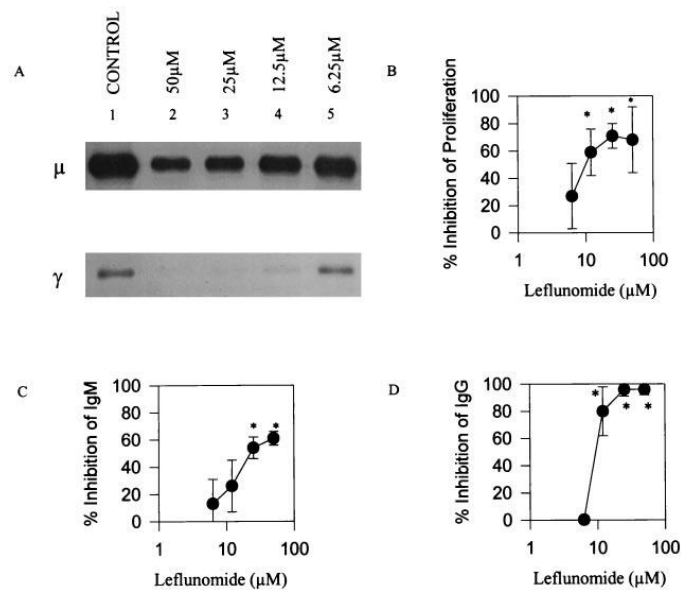 A
CONTROL
50µM
25µM
12.5µM
6.25µM
1 2 3 4 5
µ
γ
B
% Inhibition of Proliferation
100
80
60
40
20
0
* * *
1 10 100
Leflunomide (µM)
C
% Inhibition of IgM
100
80
60
40
20
0
* *
1 10 100
Leflunomide (µM)
D
% Inhibition of IgG
100
80
60
40
20
0
* * *
1 10 100
Leflunomide (µM)